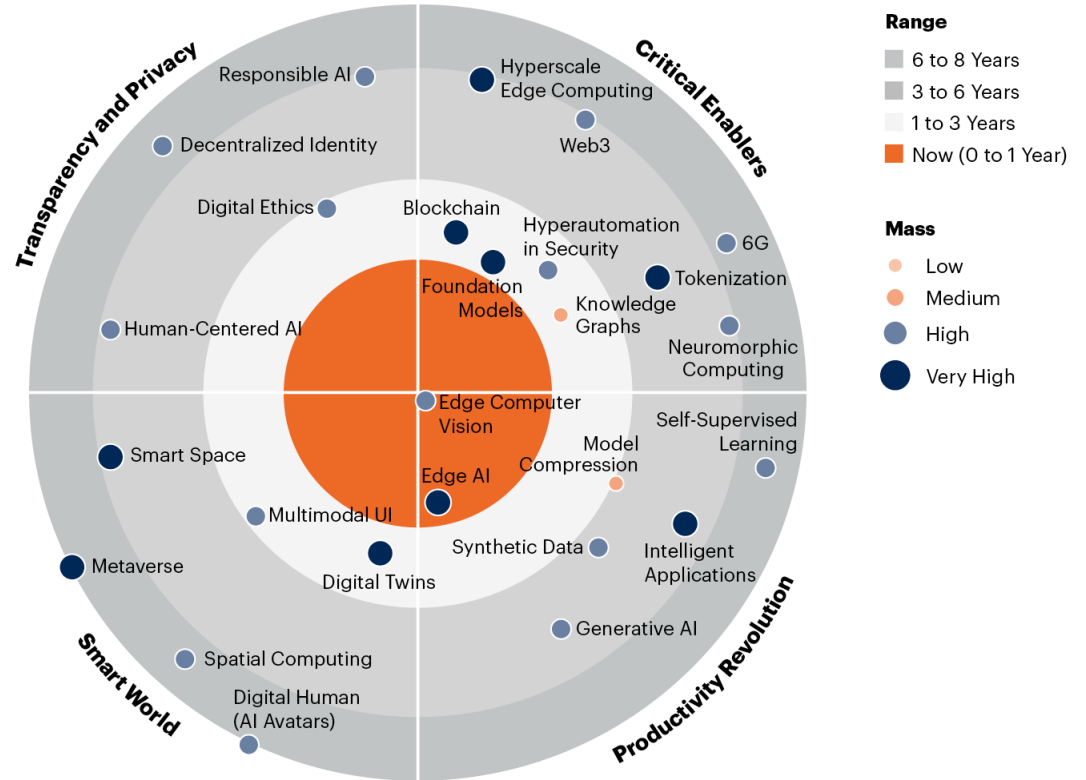 Transparency and Privacy
Responsible AI
Decentralized Identity
Digital Ethics
Human-Centered AI
Critical Enablers
Hyperscale
Edge Computing
Web3
Blockchain
Hyperautomation
in Security
Foundation
Models
Knowledge
Graphs
6G
Tokenization
Neuromorphic
Computing
Smart World
Smart Space
Multimodal UI
Metaverse
Digital Twins
Spatial Computing
Digital Human
(AI Avatars)
Productivity Revolution
Edge Computer
Vision
Edge AI
Model
Compression
Self-Supervised
Learning
Synthetic Data
Intelligent
Applications
Generative AI
Range
6 to 8 Years
3 to 6 Years
1 to 3 Years
Now (0 to 1 Year)
Mass
Low
Medium
High
Very High